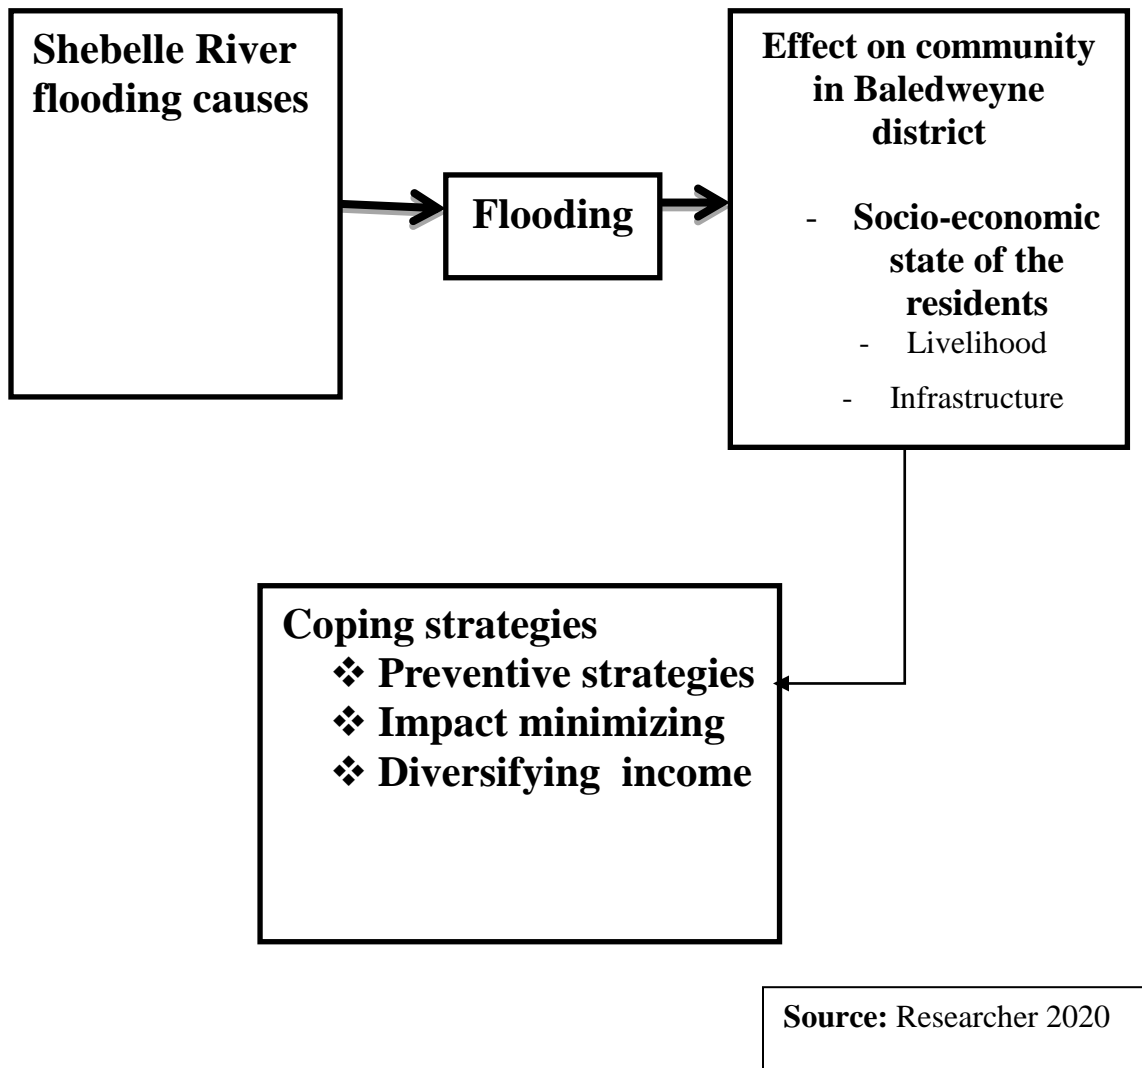 Shebelle River
flooding causes
Flooding
Effect on community
in Baledweyne
district
- Socio-economic
state of the
residents
- Livelihood
- Infrastructure
Coping strategies
❖ Preventive strategies
❖ Impact minimizing
❖ Diversifying  income
Source: Researcher 2020